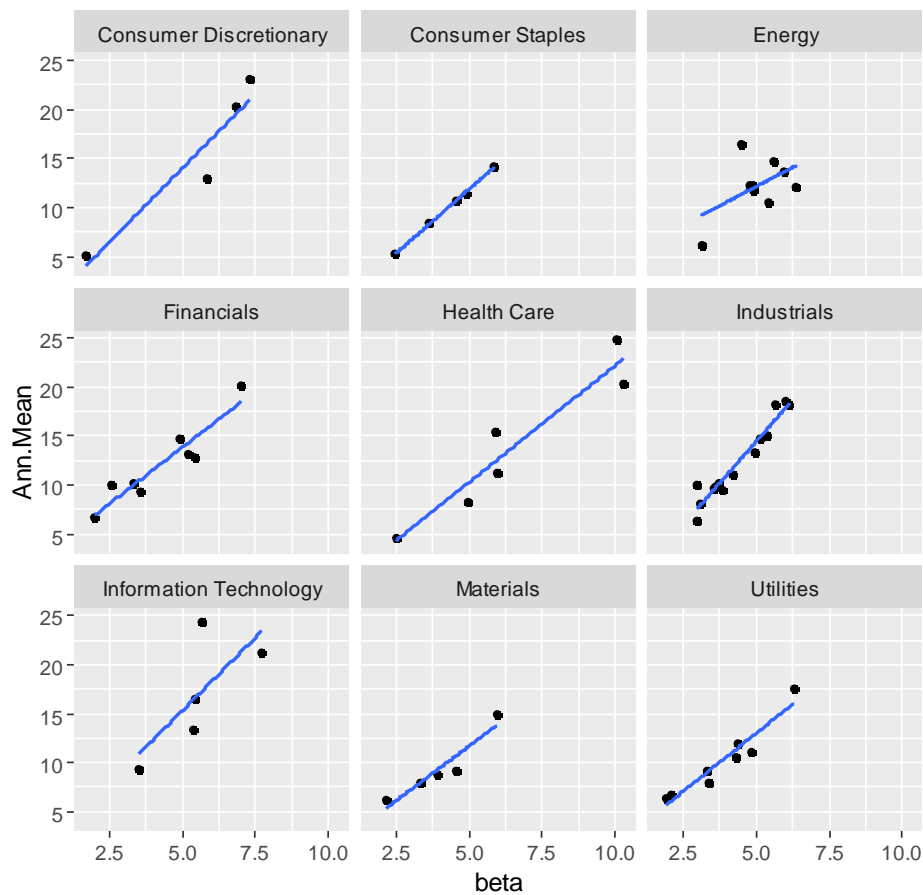 Consumer Discretionary Consumer Staples Energy
25
20
15
10
5
Financials Health Care Industrials
25
20
15
10
5
Ann.Mean
Information Technology Materials Utilities
25
20
15
10
5
2.5 5.0 7.5 10.0 2.5 5.0 7.5 10.0 2.5 5.0 7.5 10.0
beta